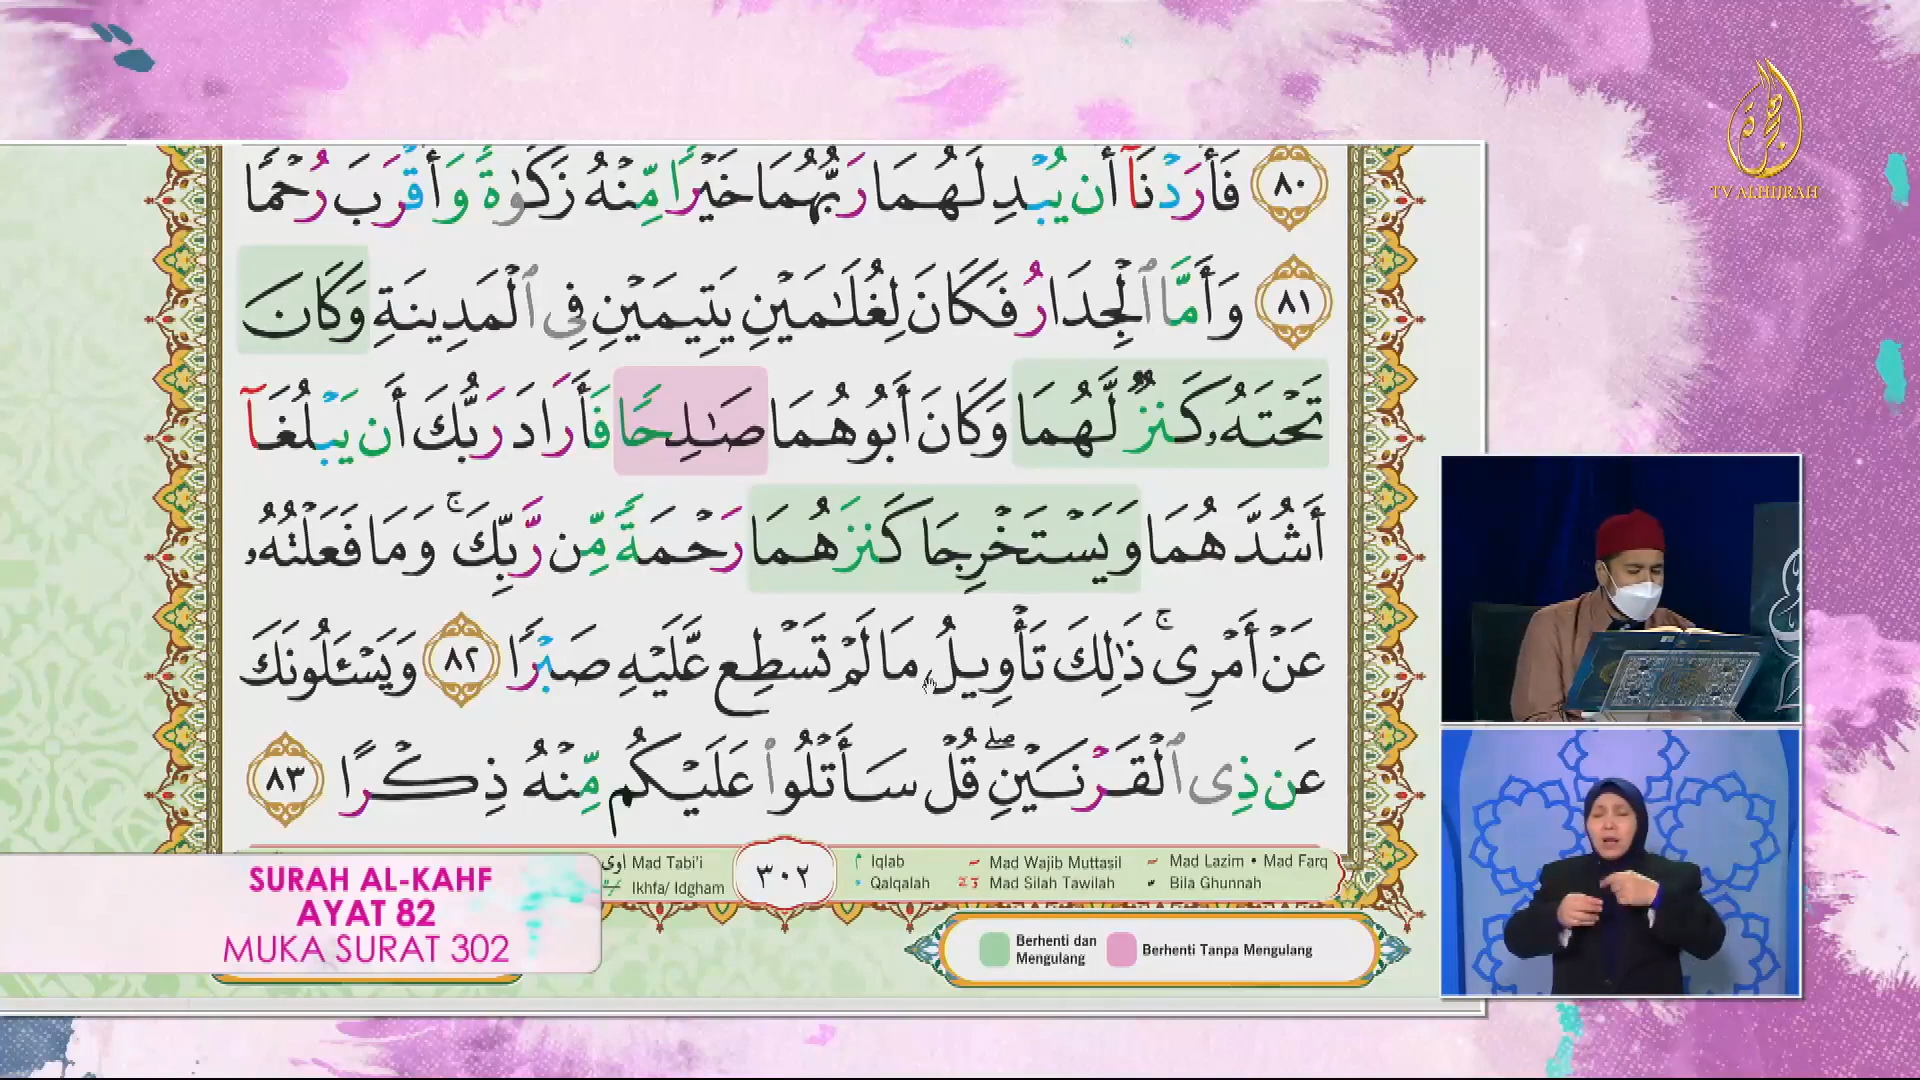 TV ALHIJRAH
٨٠ فَأَرَدْنَآ أَن يُبْدِلَهُمَا رَبُّهُمَا خَيْرًا مِّنْهُ زَكَوٰةً وَأَقْرَبَ رُحْمًا
٨١ وَأَمَّا ٱلْجِدَارُ فَكَانَ لِغُلَـٰمَيْنِ يَتِيمَيْنِ فِى ٱلْمَدِينَةِ وَكَانَ
تَحْتَهُۥ كَنزٌ لَّهُمَا وَكَانَ أَبُوهُمَا صَـٰلِحًا فَأَرَادَ رَبُّكَ أَن يَبْلُغَآ
أَشُدَّهُمَا وَيَسْتَخْرِجَا كَنزَهُمَا رَحْمَةً مِّن رَّبِّكَ ۚ وَمَا فَعَلْتُهُۥ
عَنْ أَمْرِى ۚ ذَٰلِكَ تَأْوِيلُ مَا لَمْ تَسْطِع عَّلَيْهِ صَبْرًا ٨٢ وَيَسْـَٔلُونَكَ
عَن ذِى ٱلْقَرْنَيْنِ ۖ قُلْ سَأَتْلُوا۟ عَلَيْكُم مِّنْهُ ذِكْرًا ٨٣
اوى Mad Tabi'i ٣٠٢ Iqlab Mad Wajib Muttasil Mad Lazim • Mad Farq
Ikhfa/ Idgham Qalqalah Mad Silah Tawilah Bila Ghunnah
SURAH AL-KAHF
AYAT 82
MUKA SURAT 302
Berhenti dan
Mengulang
Berhenti Tanpa Mengulang